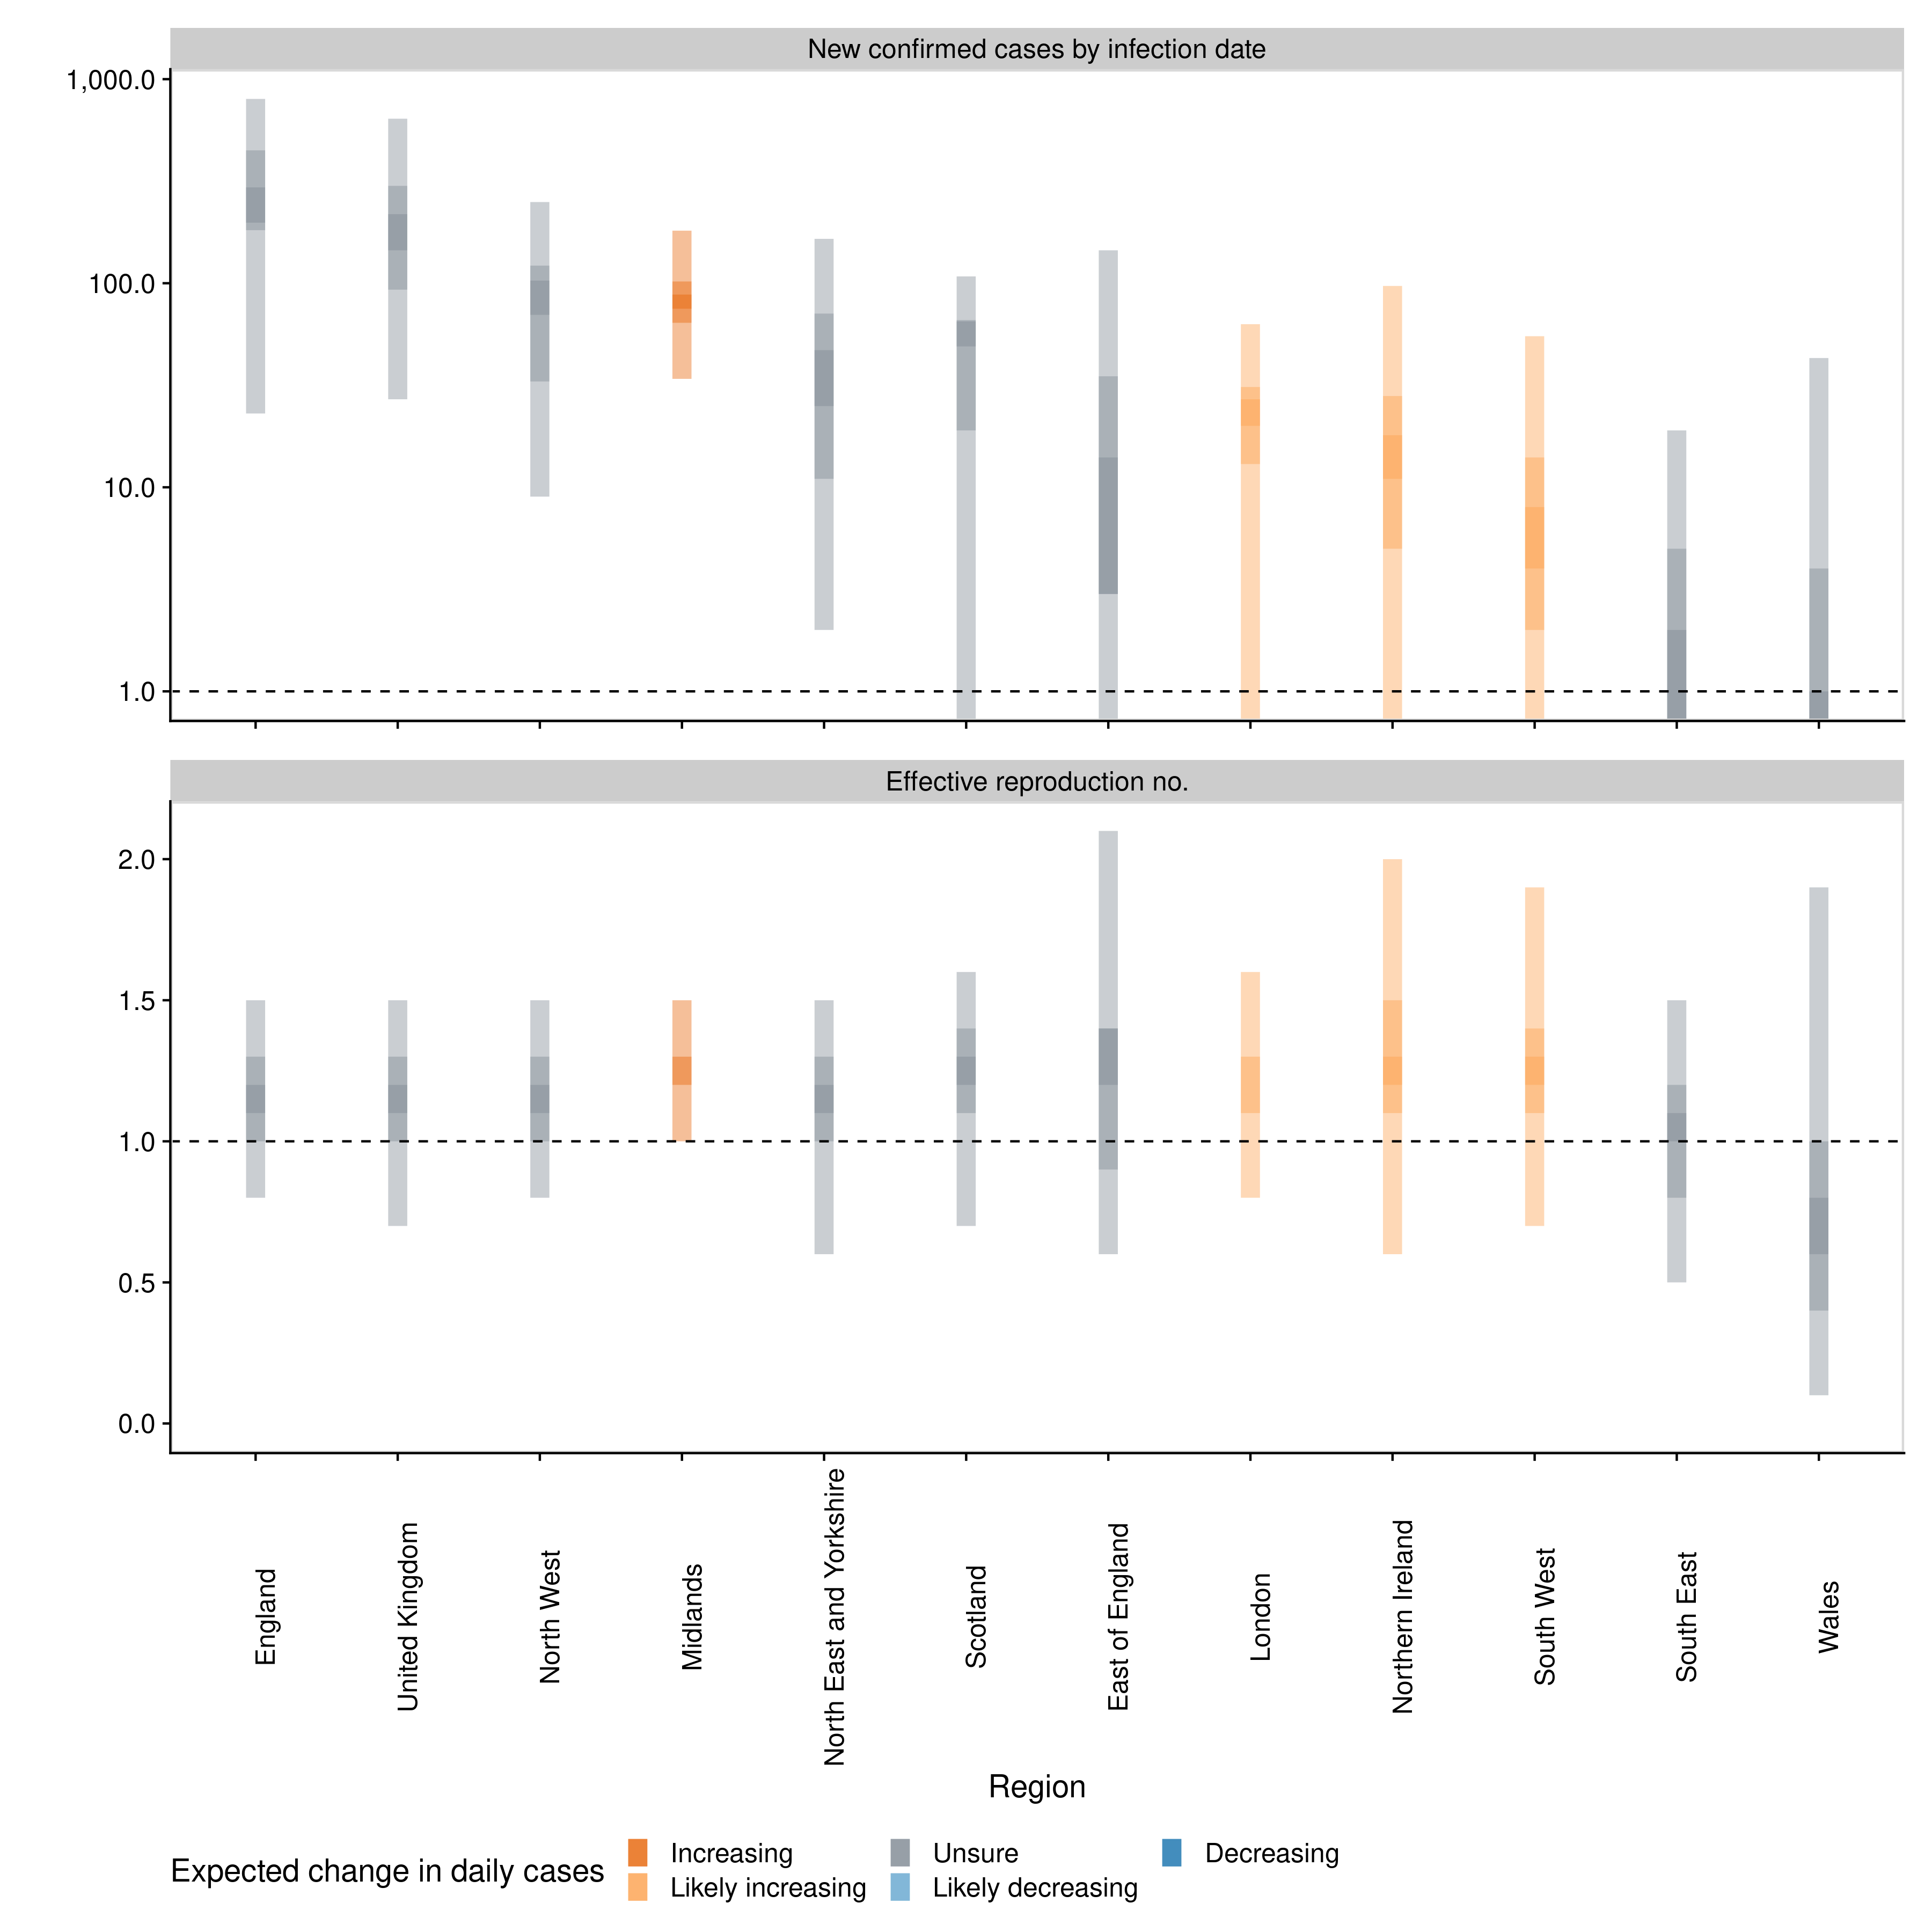 New confirmed cases by infection date
1,000.0
100.0
10.0
1.0
Effective reproduction no.
2.0
1.5
1.0
0.5
0.0
England
United Kingdom
North West
Midlands
North East and Yorkshire
Scotland
East of England
London
Northern Ireland
South West
South East
Wales
Region
Expected change in daily cases
Increasing
Likely increasing
Unsure
Likely decreasing
Decreasing